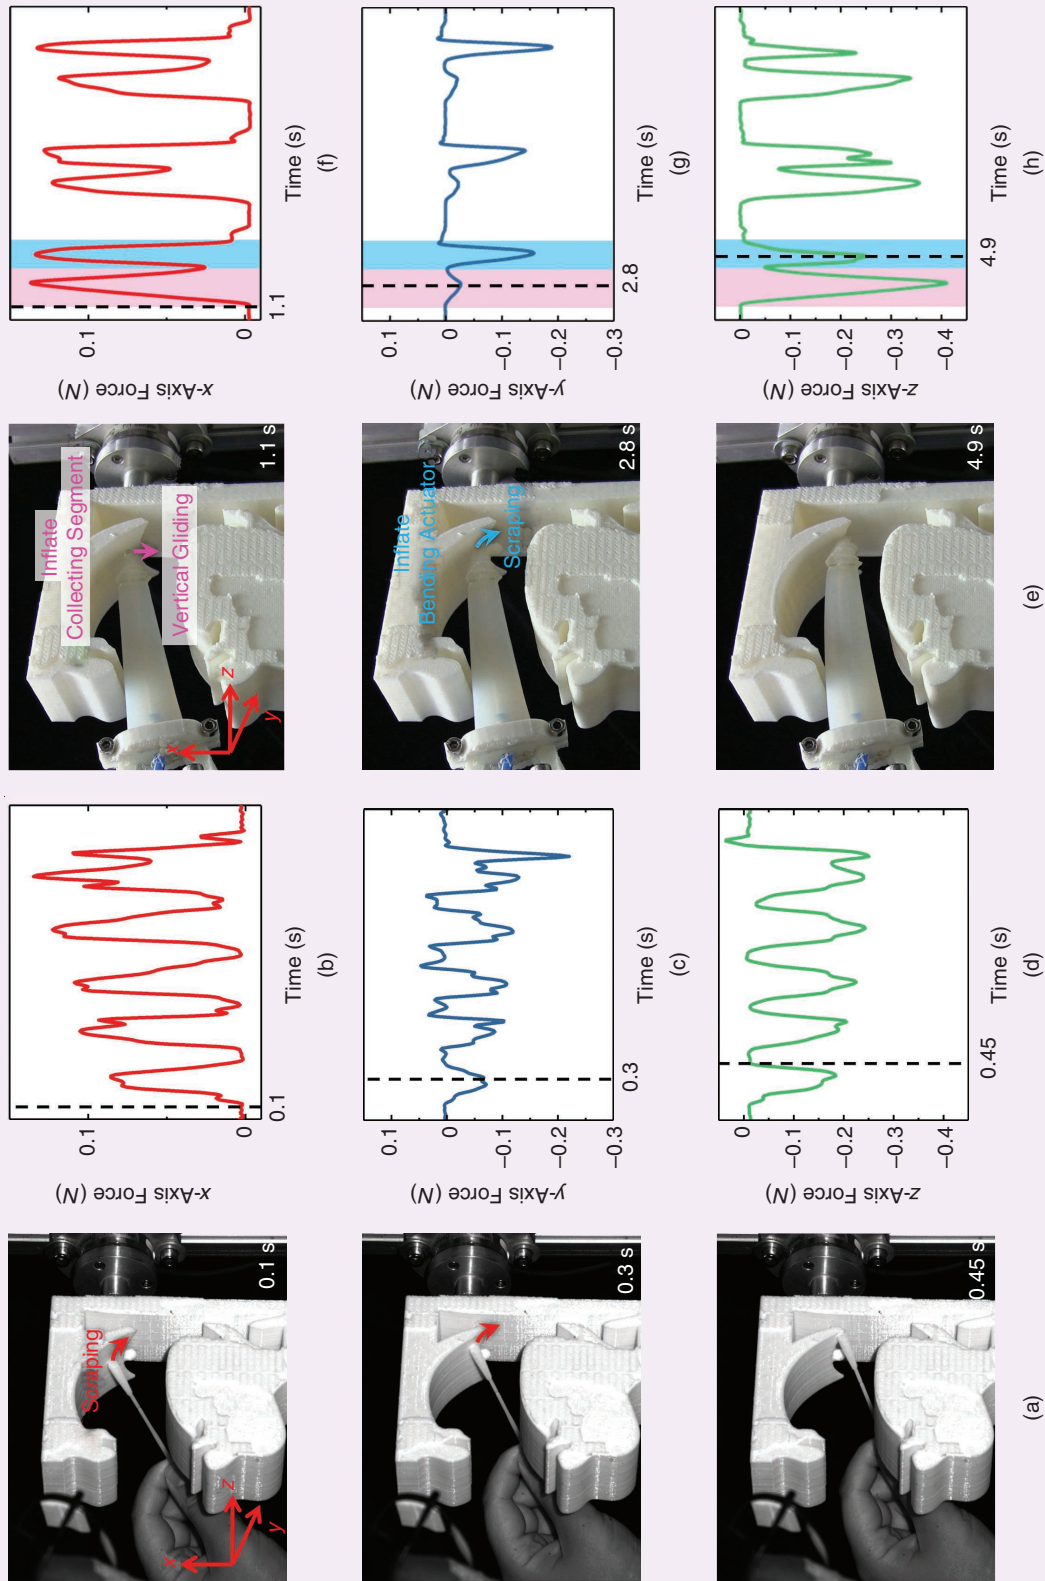 Scraping
x
z
y
0.1 s
x-Axis Force (N)
0.1
0
0.1
Time (s)
(b)
Inflate
Collecting Segment
Vertical Gliding
x
z
y
1.1 s
x-Axis Force (N)
0.1
0
1.1
Time (s)
(f)
0.3 s
y-Axis Force (N)
0.1
0
−0.1
−0.2
−0.3
0.3
Time (s)
(c)
Inflate
Bending Actuator
Scraping
2.8 s
y-Axis Force (N)
0.1
0
−0.1
−0.2
−0.3
2.8
Time (s)
(g)
0.45 s
(a)
z-Axis Force (N)
0
−0.1
−0.2
−0.3
−0.4
0.45
Time (s)
(d)
4.9 s
(e)
z-Axis Force (N)
0
−0.1
−0.2
−0.3
−0.4
4.9
Time (s)
(h)